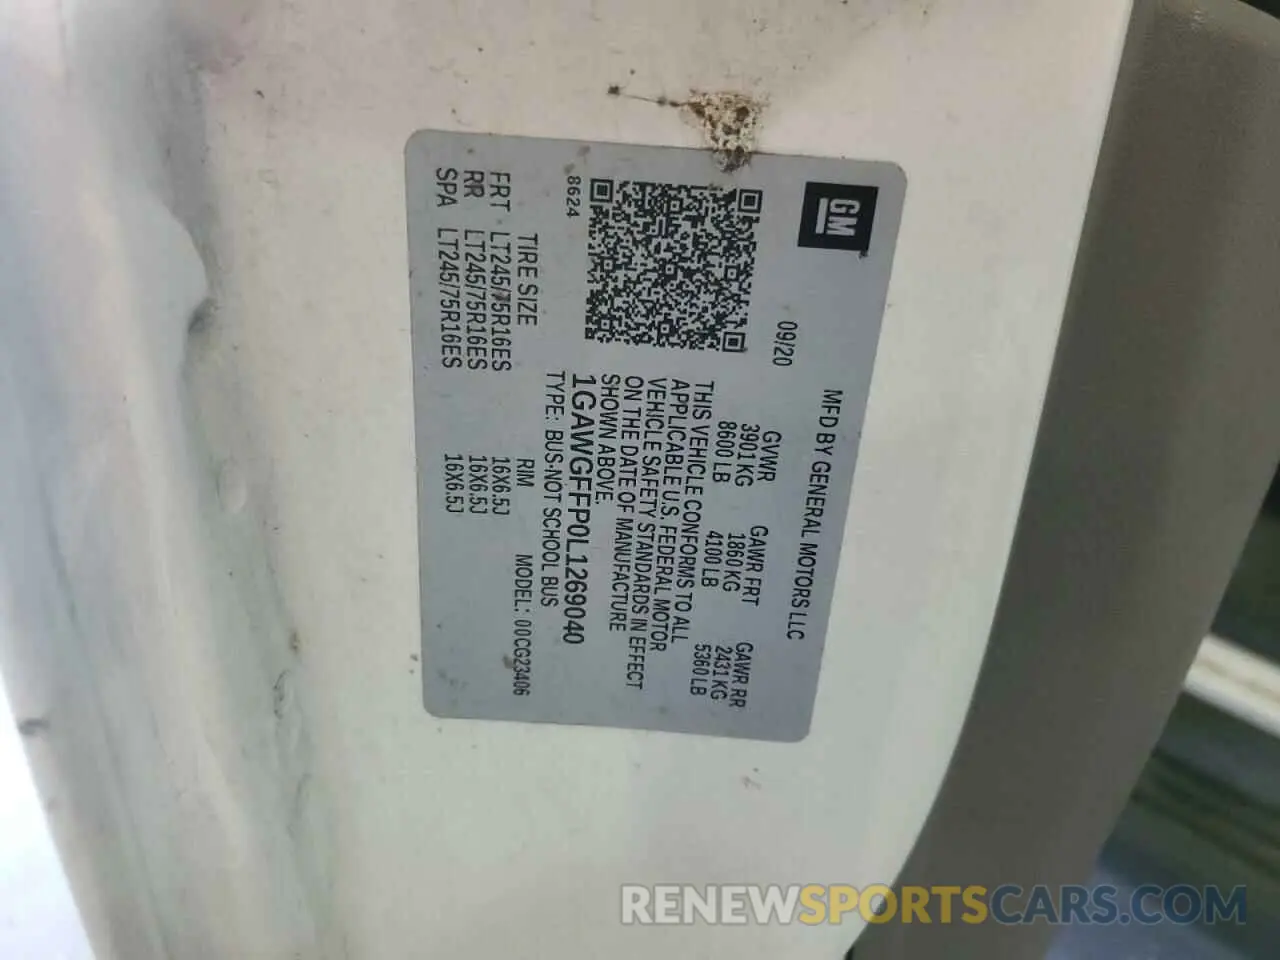 GM
MFD BY GENERAL MOTORS LLC
09/20
GVWR GAWR FRT GAWR RR
3901 KG 1860 KG 2431 KG
8600 LB 4100 LB 5360 LB
THIS VEHICLE CONFORMS TO ALL
APPLICABLE U.S. FEDERAL MOTOR
VEHICLE SAFETY STANDARDS IN EFFECT
ON THE DATE OF MANUFACTURE
SHOWN ABOVE.
8624
1GAWGFFP0L1269040
TYPE: BUS-NOT SCHOOL BUS
MODEL: 00CG23406
TIRE SIZE RIM
FRT LT245/75R16ES 16X6.5J
RR LT245/75R16ES 16X6.5J
SPA LT245/75R16ES 16X6.5J
RENEWSPORTSCARS.COM